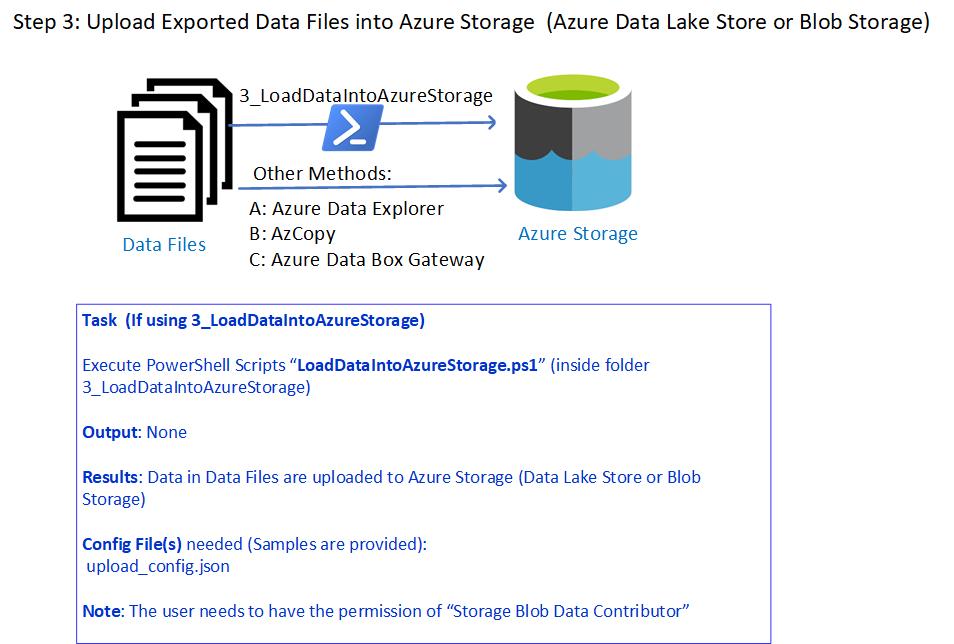 Step 3: Upload Exported Data Files into Azure Storage  (Azure Data Lake Store or Blob Storage)
3_LoadDataIntoAzureStorage
Other Methods:
A: Azure Data Explorer
B: AzCopy
C: Azure Data Box Gateway
Data Files
Azure Storage
Task  (If using 3_LoadDataIntoAzureStorage)
Execute PowerShell Scripts “LoadDataIntoAzureStorage.ps1” (inside folder
3_LoadDataIntoAzureStorage)
Output: None
Results: Data in Data Files are uploaded to Azure Storage (Data Lake Store or Blob
Storage)
Config File(s) needed (Samples are provided):
upload_config.json
Note: The user needs to have the permission of “Storage Blob Data Contributor”